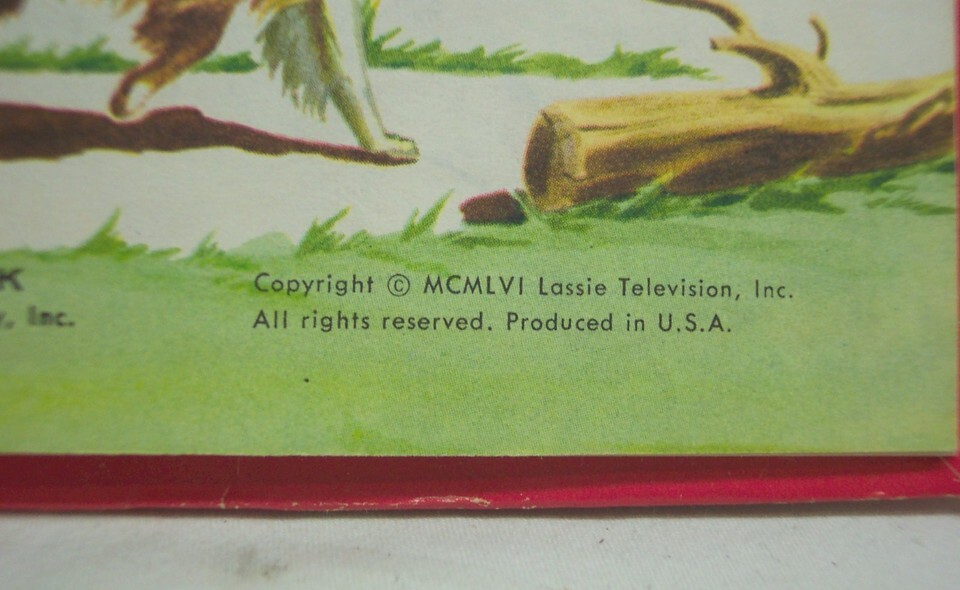 K
Copyright © MCMLVI Lassie Television, Inc.
, Inc.
All rights reserved. Produced in U.S.A.